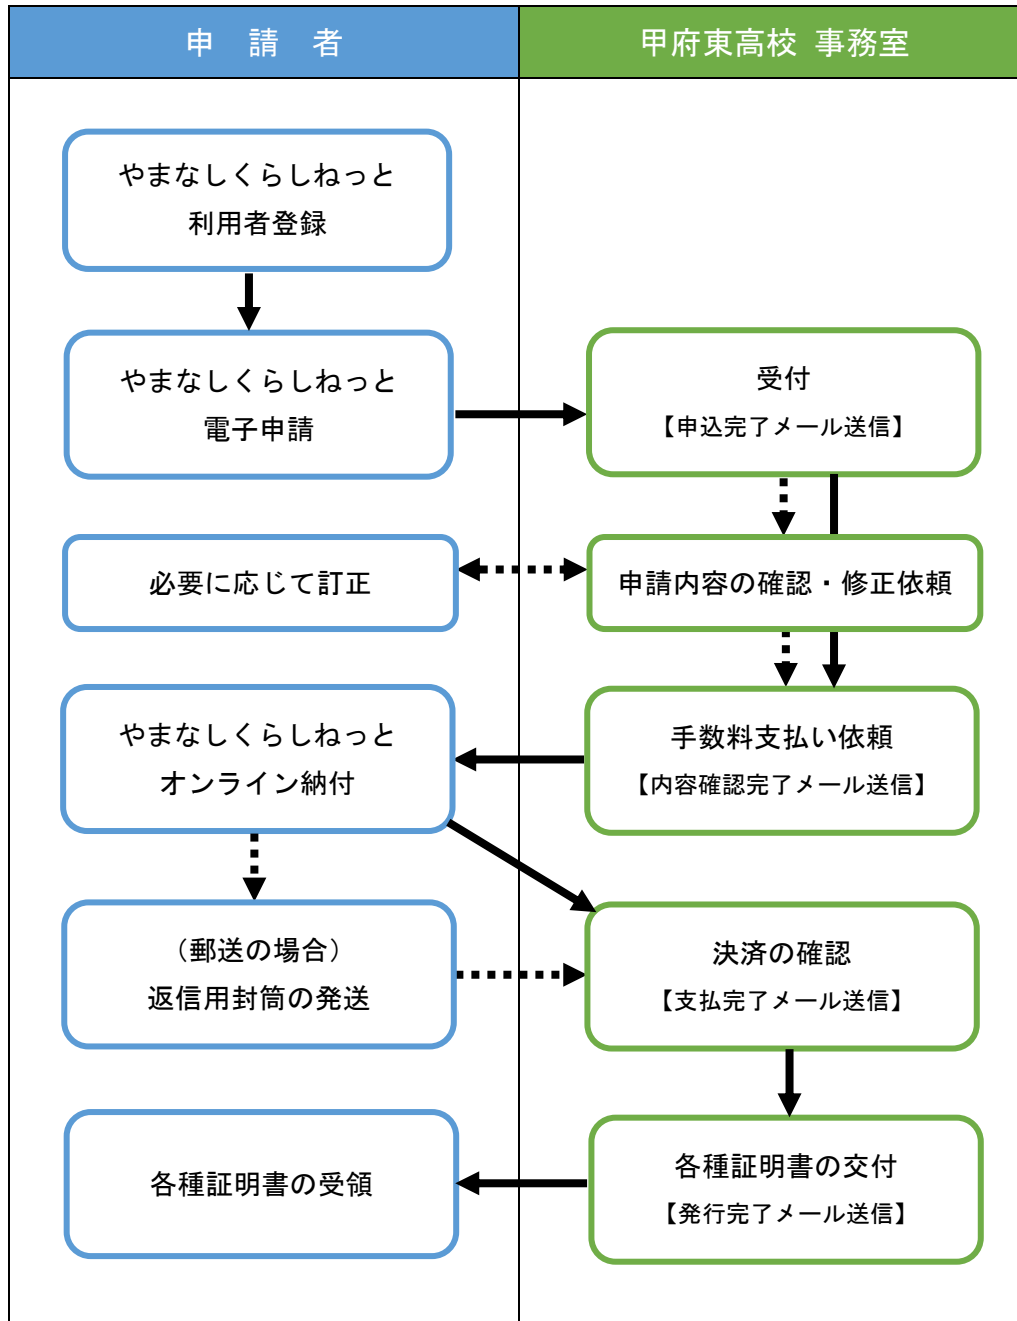 申 請 者
甲府東高校 事務室
やまなしくらしねっと
利用者登録
やまなしくらしねっと
電子申請
受付
【申込完了メール送信】
必要に応じて訂正
申請内容の確認・修正依頼
やまなしくらしねっと
オンライン納付
手数料支払い依頼
【内容確認完了メール送信】
（郵送の場合）
返信用封筒の発送
決済の確認
【支払完了メール送信】
各種証明書の受領
各種証明書の交付
【発行完了メール送信】